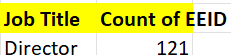 Job Title Count of EEID
Director 121